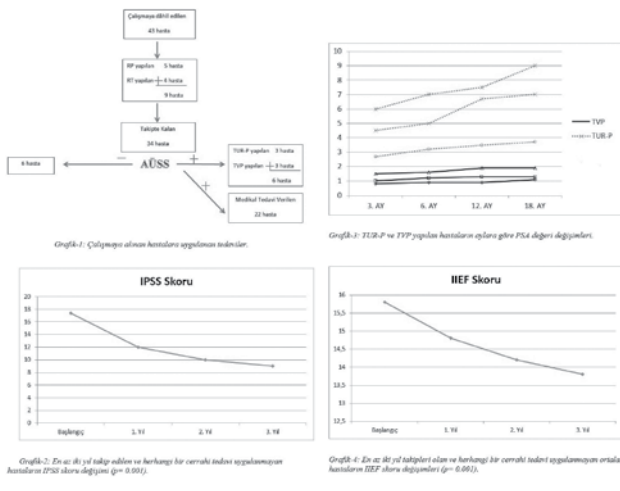 Çalışmaya dâhil edilen
43 hasta
RP yapılan 5 hasta
RT yapılan + 4 hasta
9 hasta
Takipte Kalan
34 hasta
6 hasta
−
AÜSS
+
+
TUR-P yapılan 3 hasta
TVP yapılan + 3 hasta
6 hasta
Medikal Tedavi Verilen
22 hasta
Grafik-1: Çalışmaya alınan hastalara uygulanan tedaviler.
10
9
8
7
6
5
4
3
2
1
0
3. AY 6. AY 12. AY 18. AY
TVP
TUR-P
Grafik-3: TUR-P ve TVP yapılan hastaların aylara göre PSA değeri değişimleri.
IPSS Skoru
20
18
16
14
12
10
8
6
4
2
0
Başlangıç 1. Yıl 2. Yıl 3. Yıl
Grafik-2: En az iki yıl takip edilen ve herhangi bir cerrahi tedavi uygulanmayan
hastaların IPSS skoru değişimi (p= 0.001).
IIEF Skoru
16
15,5
15
14,5
14
13,5
13
12,5
Başlangıç 1. Yıl 2. Yıl 3. Yıl
Grafik-4: En az iki yıl takipleri olan ve herhangi bir cerrahi tedavi uygulanmayan ortala
hastaların IIEF skoru değişimleri (p= 0.001).